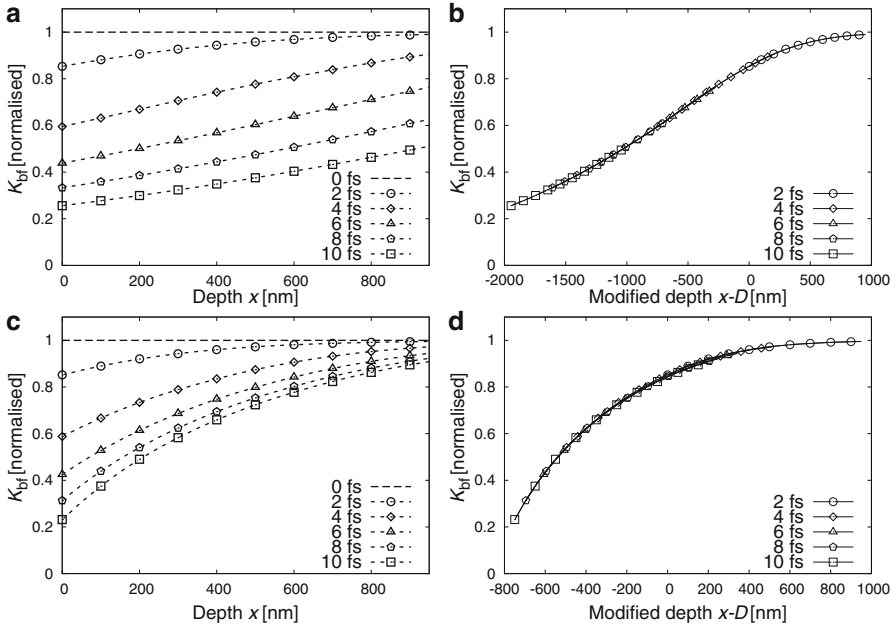 a
K_bf [normalised]
1
0.8
0.6
0.4
0.2
0
0 fs
2 fs
4 fs
6 fs
8 fs
10 fs
0 200 400 600 800
Depth x [nm]
b
K_bf [normalised]
1
0.8
0.6
0.4
0.2
0
2 fs
4 fs
6 fs
8 fs
10 fs
-2000 -1500 -1000 -500 0 500 1000
Modified depth x-D [nm]
c
K_bf [normalised]
1
0.8
0.6
0.4
0.2
0
0 fs
2 fs
4 fs
6 fs
8 fs
10 fs
0 200 400 600 800
Depth x [nm]
d
K_bf [normalised]
1
0.8
0.6
0.4
0.2
0
2 fs
4 fs
6 fs
8 fs
10 fs
-800 -600 -400 -200 0 200 400 600 800 1000
Modified depth x-D [nm]